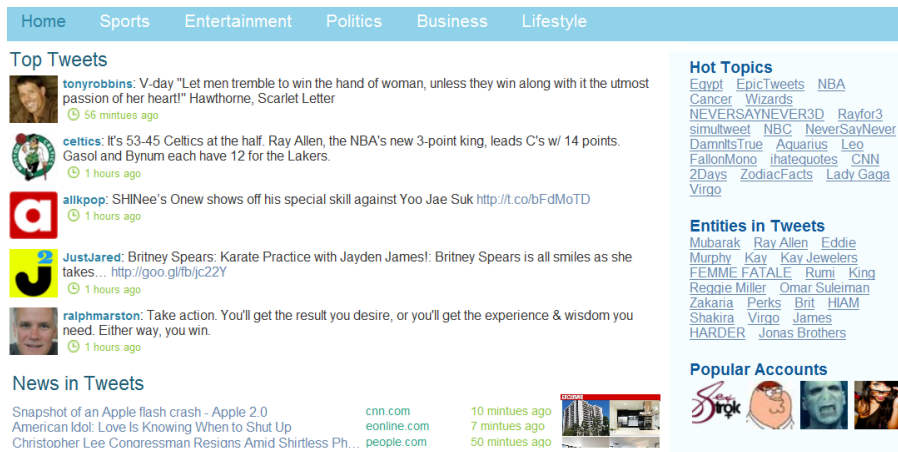 Home Sports Entertainment Politics Business Lifestyle
Top Tweets
tonyrobbins: V-day "Let men tremble to win the hand of woman, unless they win along with it the utmost
passion of her heart!" Hawthorne, Scarlet Letter
56 mintues ago
celtics: It's 53-45 Celtics at the half. Ray Allen, the NBA's new 3-point king, leads C's w/ 14 points.
Gasol and Bynum each have 12 for the Lakers.
1 hours ago
allkpop: SHINee's Onew shows off his special skill against Yoo Jae Suk http://t.co/bFdMoTD
1 hours ago
JustJared: Britney Spears: Karate Practice with Jayden James!: Britney Spears is all smiles as she
takes... http://goo.gl/fb/jc22Y
1 hours ago
ralphmarston: Take action. You'll get the result you desire, or you'll get the experience & wisdom you
need. Either way, you win.
1 hours ago
News in Tweets
Snapshot of an Apple flash crash - Apple 2.0 cnn.com 10 mintues ago
American Idol: Love Is Knowing When to Shut Up eonline.com 7 mintues ago
Christopher Lee Congressman Resigns Amid Shirtless Ph... people.com 50 mintues ago
EXCLUSIVE
Hot Topics
Egypt EpicTweets NBA
Cancer Wizards
NEVERSAYNEVER3D Rayfor3
simultweet NBC NeverSayNever
DamnItsTrue Aquarius Leo
FallonMono ihatequotes CNN
2Days ZodiacFacts Lady Gaga
Virgo
Entities in Tweets
Mubarak Ray Allen Eddie
Murphy Kay Kay Jewelers
FEMME FATALE Rumi King
Reggie Miller Omar Suleiman
Zakaria Perks Brit HIAM
Shakira Virgo James
HARDER Jonas Brothers
Popular Accounts